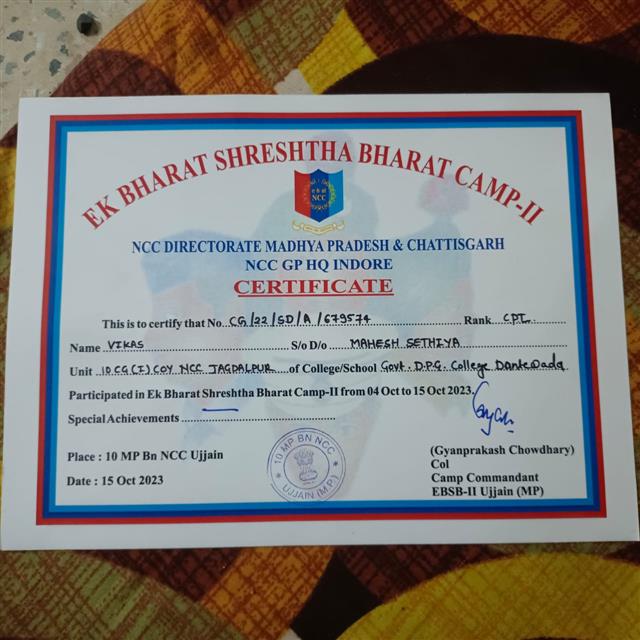 EK BHARAT SHRESHTHA BHARAT CAMP-II
NCC
NCC DIRECTORATE MADHYA PRADESH & CHATTISGARH
NCC GP HQ INDORE
CERTIFICATE
This is to certify that No. CG/22/SD/A/679574 Rank CPL.
Name VIKAS S/o D/o MAHESH SETHIYA
Unit 10.CG(I)COY NCC JAGDALPUR of College/School Govt. D.P.G. College Dantewada
Participated in Ek Bharat Shreshtha Bharat Camp-II from 04 Oct to 15 Oct 2023.
Special Achievements
Place : 10 MP Bn NCC Ujjain
Date : 15 Oct 2023
10 MP BN NCC
UJJAIN (MP)
(Gyanprakash Chowdhary)
Col
Camp Commandant
EBSB-II Ujjain (MP)